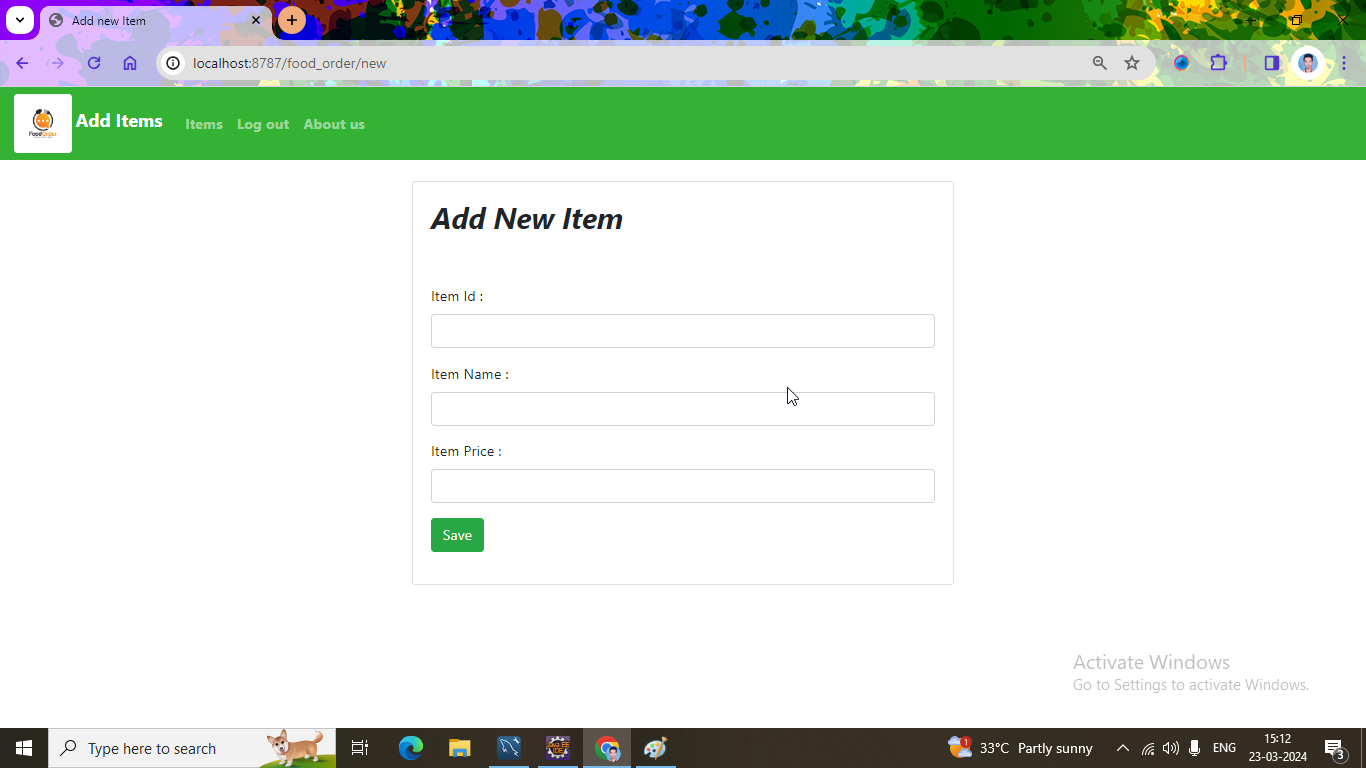 Add new Item
localhost:8787/food_order/new
FoodOrder
Add Items
Items Log out About us
Add New Item
Item Id :
Item Name :
Item Price :
Save
Activate Windows
Go to Settings to activate Windows.
Type here to search
1
33°C Partly sunny
ENG
15:12
23-03-2024
3